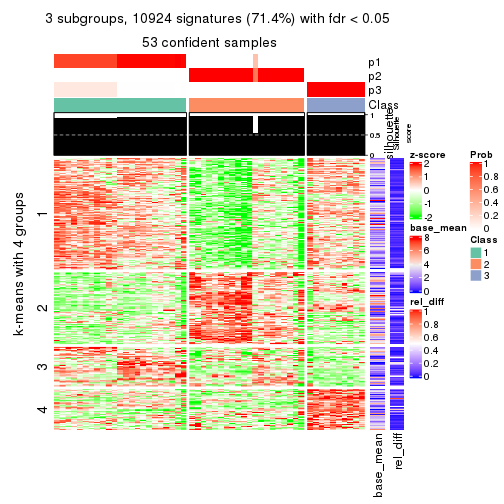 3 subgroups, 10924 signatures (71.4%) with fdr < 0.05
53 confident samples
p1
p2
p3
Class
1
0.5
0
silhouette
Silhouette
score
k-means with 4 groups
1
2
3
4
base_mean
rel_diff
z-score
2
1
0
-1
-2
base_mean
8
6
4
2
0
rel_diff
1
0.8
0.6
0.4
0.2
0
Prob
1
0.8
0.6
0.4
0.2
0
Class
1
2
3